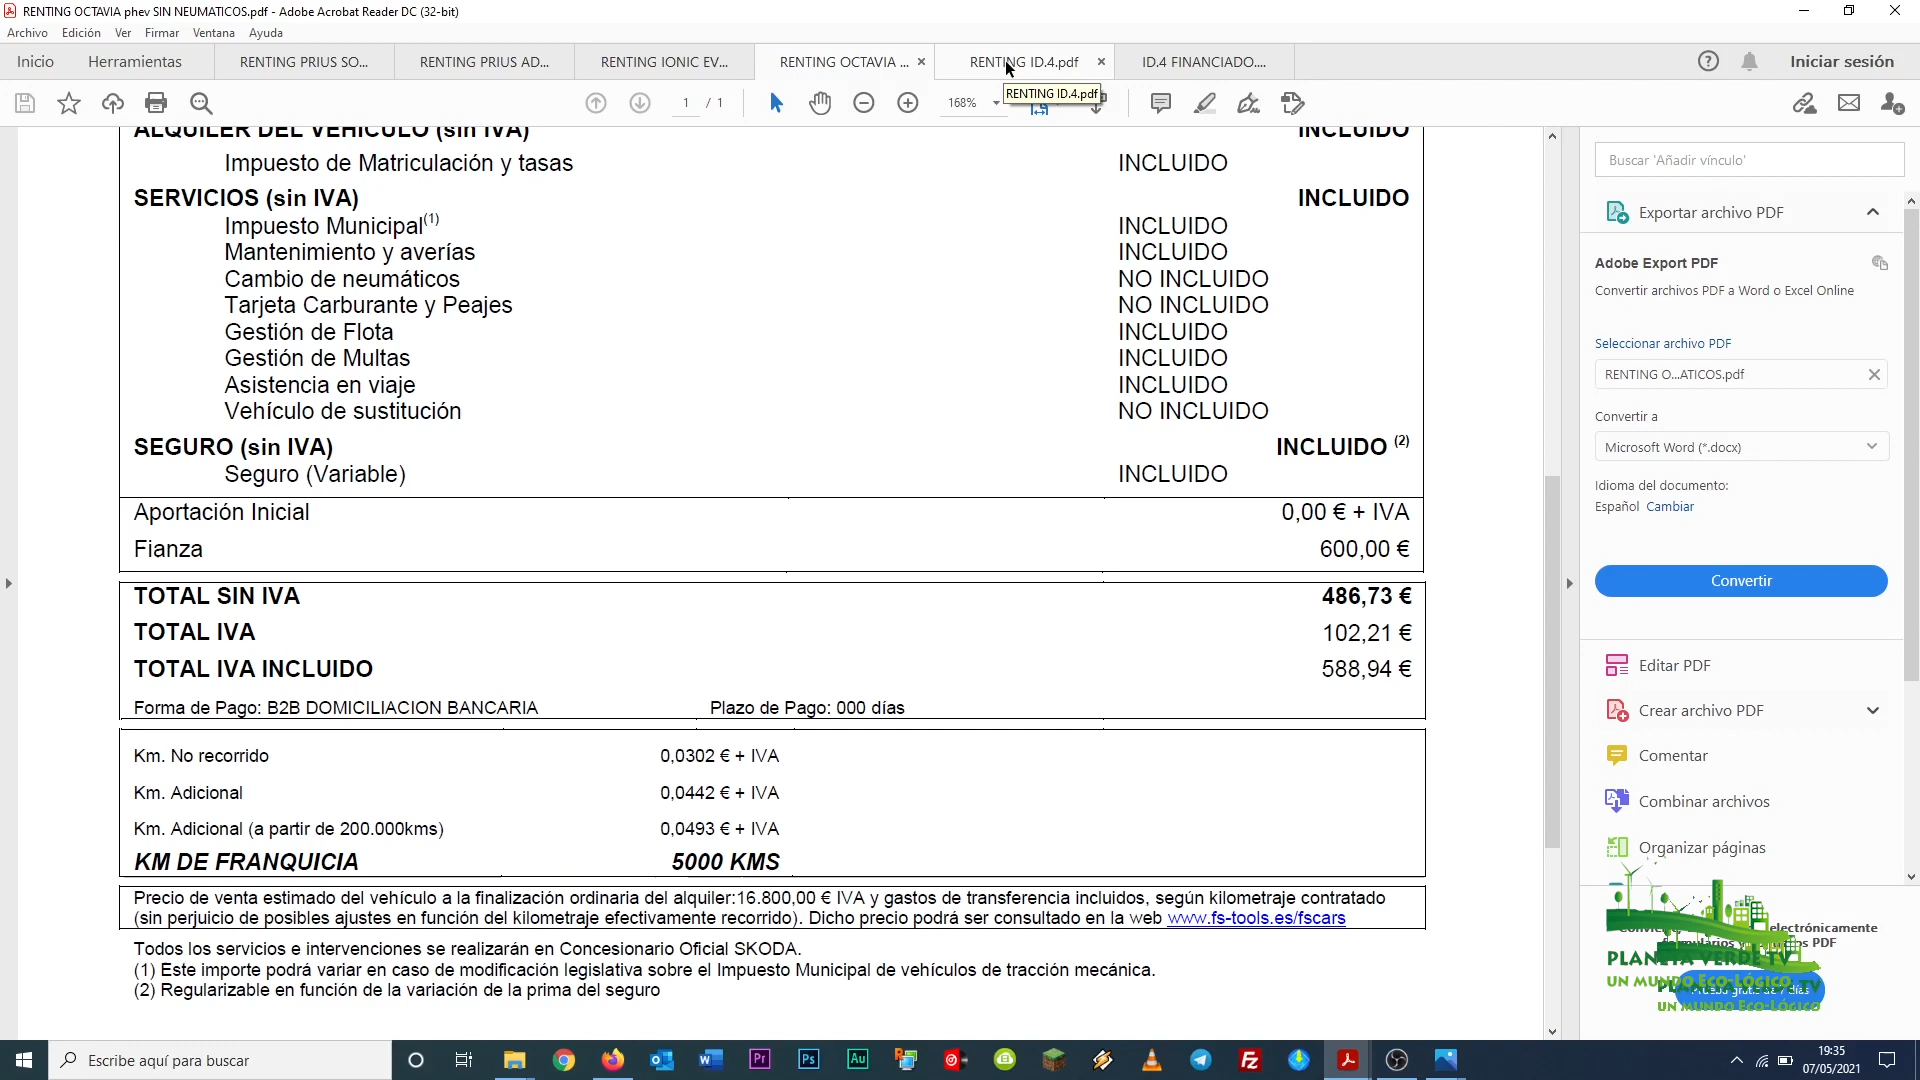 RENTING OCTAVIA phev SIN NEUMATICOS.pdf - Adobe Acrobat Reader DC (32-bit)
Archivo Edición Ver Firmar Ventana Ayuda
Inicio Herramientas RENTING PRIUS SO... RENTING PRIUS AD... RENTING IONIC EV... RENTING OCTAVIA ... RENTING ID.4.pdf ID.4 FINANCIADO.... Iniciar sesión
RENTING ID.4.pdf
1 / 1 168%
ALQUILER DEL VEHICULO (sin IVA) INCLUIDO
Impuesto de Matriculación y tasas INCLUIDO
SERVICIOS (sin IVA) INCLUIDO
Impuesto Municipal(1) INCLUIDO
Mantenimiento y averías INCLUIDO
Cambio de neumáticos NO INCLUIDO
Tarjeta Carburante y Peajes NO INCLUIDO
Gestión de Flota INCLUIDO
Gestión de Multas INCLUIDO
Asistencia en viaje INCLUIDO
Vehículo de sustitución NO INCLUIDO
SEGURO (sin IVA) INCLUIDO (2)
Seguro (Variable) INCLUIDO
Aportación Inicial 0,00 € + IVA
Fianza 600,00 €
TOTAL SIN IVA 486,73 €
TOTAL IVA 102,21 €
TOTAL IVA INCLUIDO 588,94 €
Forma de Pago: B2B DOMICILIACION BANCARIA Plazo de Pago: 000 días
Km. No recorrido 0,0302 € + IVA
Km. Adicional 0,0442 € + IVA
Km. Adicional (a partir de 200.000kms) 0,0493 € + IVA
KM DE FRANQUICIA 5000 KMS
Precio de venta estimado del vehículo a la finalización ordinaria del alquiler:16.800,00 € IVA y gastos de transferencia incluidos, según kilometraje contratado
(sin perjuicio de posibles ajustes en función del kilometraje efectivamente recorrido). Dicho precio podrá ser consultado en la web www.fs-tools.es/fscars
Todos los servicios e intervenciones se realizarán en Concesionario Oficial SKODA.
(1) Este importe podrá variar en caso de modificación legislativa sobre el Impuesto Municipal de vehículos de tracción mecánica.
(2) Regularizable en función de la variación de la prima del seguro
Buscar 'Añadir vínculo'
Exportar archivo PDF
Adobe Export PDF
Convertir archivos PDF a Word o Excel Online
Seleccionar archivo PDF
RENTING O...ATICOS.pdf
Convertir a
Microsoft Word (*.docx)
Idioma del documento:
Español Cambiar
Convertir
Editar PDF
Crear archivo PDF
Comentar
Combinar archivos
Organizar páginas
electrónicamente
PDF
PLANETA VERDE TV
UN MUNDO ECO-LÓGICO
UN MUNDO ECO-LÓGICO
Escribe aquí para buscar
19:35
07/05/2021